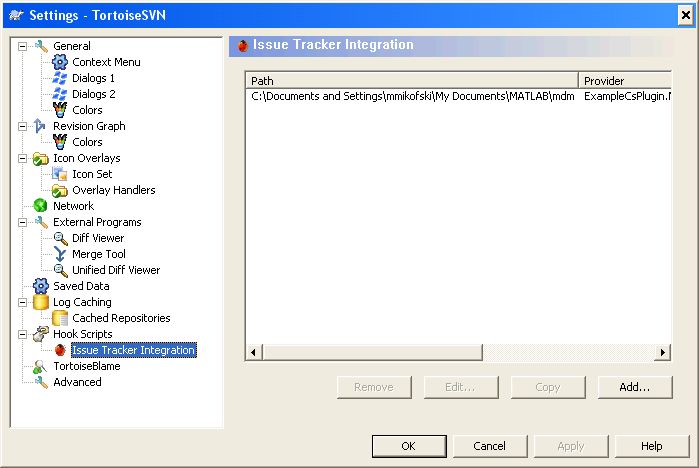 Settings - TortoiseSVN
General
Context Menu
Dialogs 1
Dialogs 2
Colors
Revision Graph
Colors
Icon Overlays
Icon Set
Overlay Handlers
Network
External Programs
Diff Viewer
Merge Tool
Unified Diff Viewer
Saved Data
Log Caching
Cached Repositories
Hook Scripts
Issue Tracker Integration
TortoiseBlame
Advanced
Issue Tracker Integration
Path Provider
C:\Documents and Settings\mmikofski\My Documents\MATLAB\mdm ExampleCsPlugin.
Remove Edit... Copy Add...
OK Cancel Apply Help